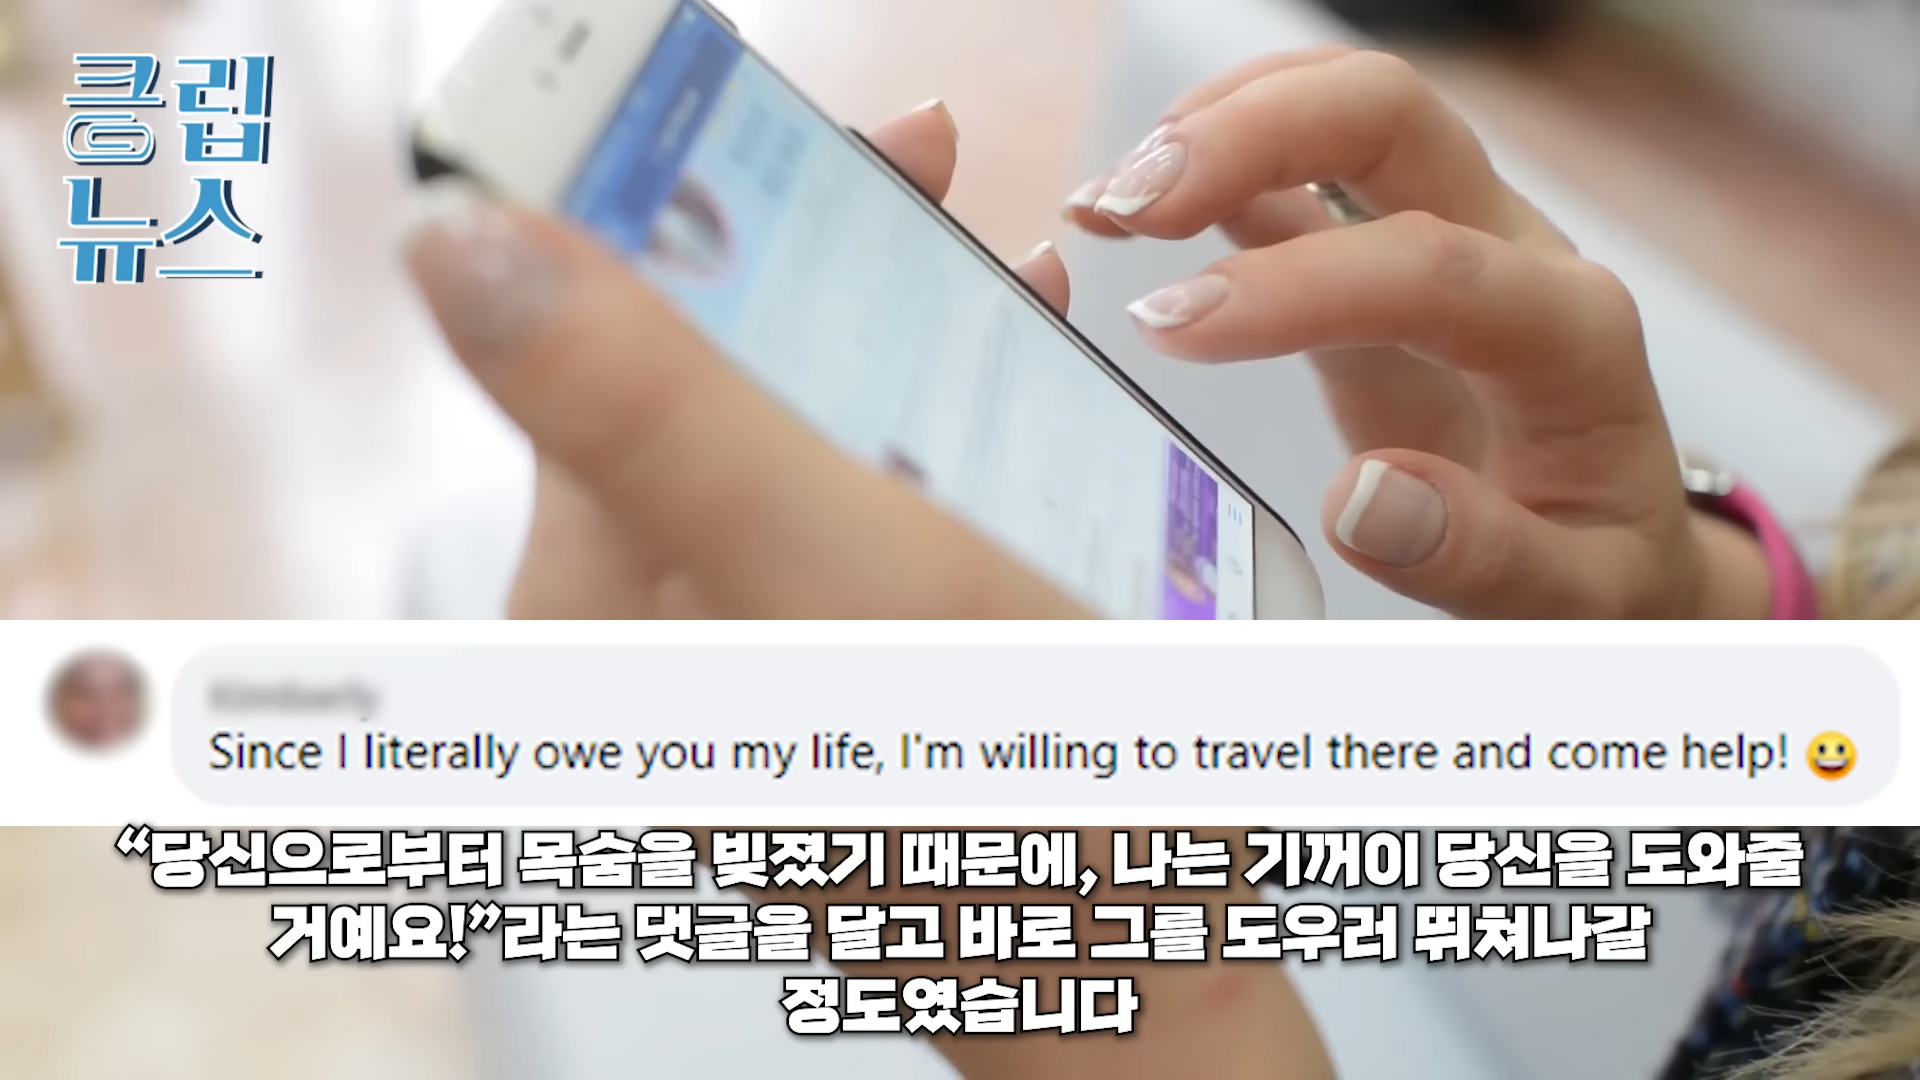 클립
뉴스
Kimberly
Since I literally owe you my life, I'm willing to travel there and come help! 😀
“당신으로부터 목숨을 빚졌기 때문에, 나는 기꺼이 당신을 도와줄
거예요!”라는 댓글을 달고 바로 그를 도우러 뛰쳐나갈
정도였습니다